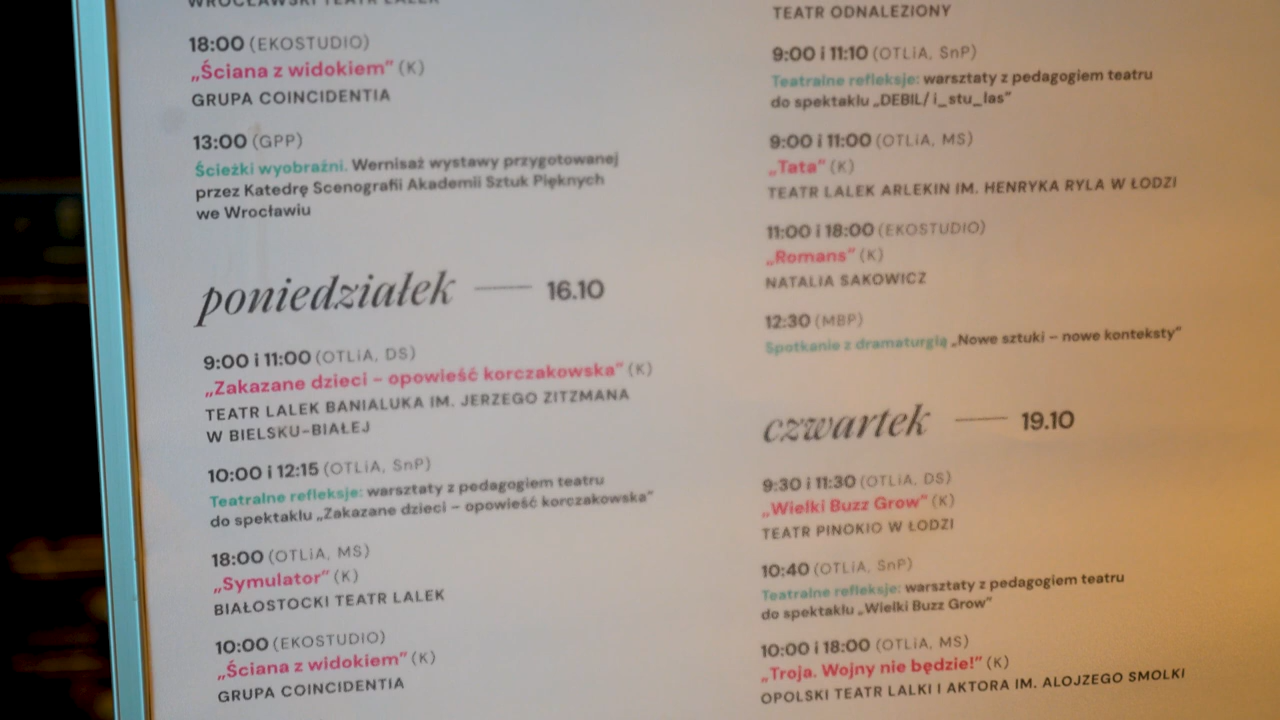 WROCŁAWSKI TEATR LALEK
18:00 (EKOSTUDIO)
„Ściana z widokiem” (K)
GRUPA COINCIDENTIA
13:00 (GPP)
Ścieżki wyobraźni. Wernisaż wystawy przygotowanej
przez Katedrę Scenografii Akademii Sztuk Pięknych
we Wrocławiu
poniedziałek — 16.10
9:00 i 11:00 (OTLiA, DS)
„Zakazane dzieci – opowieść korczakowska” (K)
TEATR LALEK BANIALUKA IM. JERZEGO ZITZMANA
W BIELSKU-BIAŁEJ
10:00 i 12:15 (OTLiA, SnP)
Teatralne refleksje: warsztaty z pedagogiem teatru
do spektaklu „Zakazane dzieci – opowieść korczakowska”
18:00 (OTLiA, MS)
„Symulator” (K)
BIAŁOSTOCKI TEATR LALEK
10:00 (EKOSTUDIO)
„Ściana z widokiem” (K)
GRUPA COINCIDENTIA
TEATR ODNALEZIONY
9:00 i 11:10 (OTLiA, SnP)
Teatralne refleksje: warsztaty z pedagogiem teatru
do spektaklu „DEBIL/ i_stu_las”
9:00 i 11:00 (OTLiA, MS)
„Tata” (K)
TEATR LALEK ARLEKIN IM. HENRYKA RYLA W ŁODZI
11:00 i 18:00 (EKOSTUDIO)
„Romans” (K)
NATALIA SAKOWICZ
12:30 (MBP)
Spotkanie z dramaturgią „Nowe sztuki – nowe konteksty”
czwartek — 19.10
9:30 i 11:30 (OTLiA, DS)
„Wielki Buzz Grow” (K)
TEATR PINOKIO W ŁODZI
10:40 (OTLiA, SnP)
Teatralne refleksje: warsztaty z pedagogiem teatru
do spektaklu „Wielki Buzz Grow”
10:00 i 18:00 (OTLiA, MS)
„Troja. Wojny nie będzie!” (K)
OPOLSKI TEATR LALKI I AKTORA IM. ALOJZEGO SMOLKI